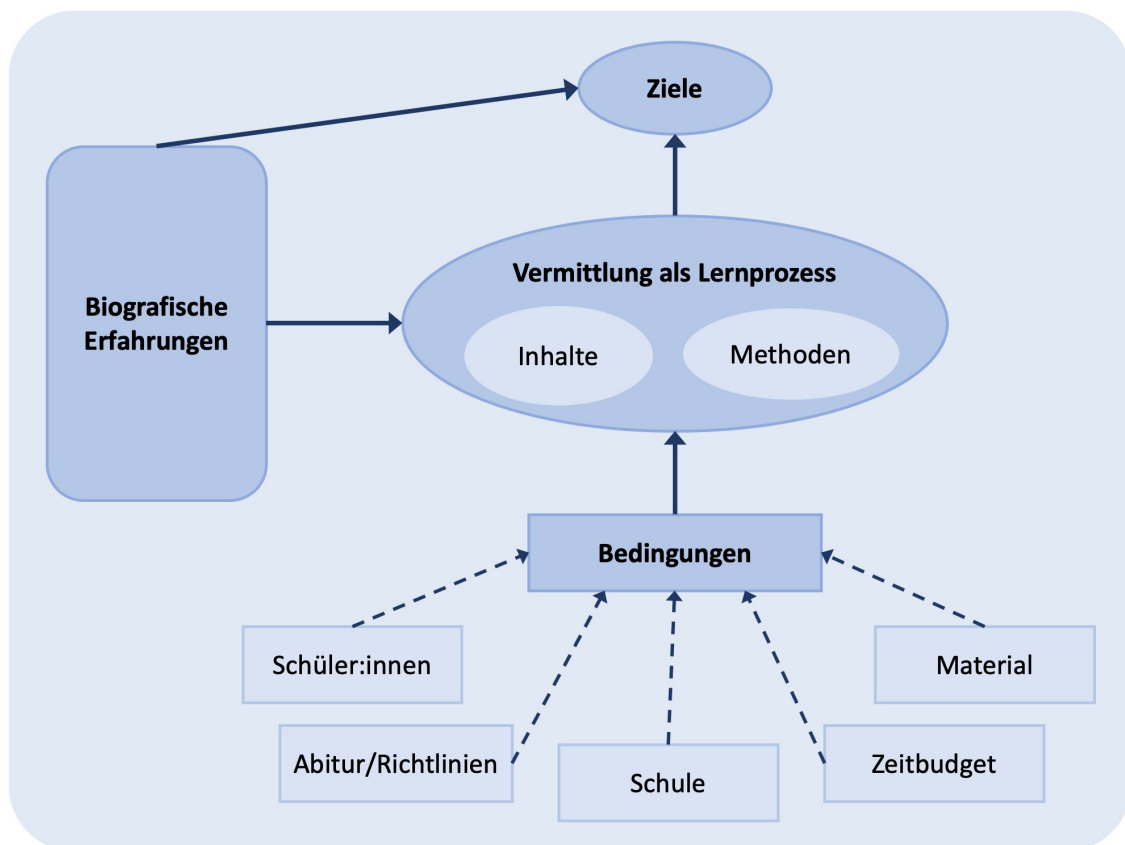 Ziele
Vermittlung als Lernprozess
Biografische
Erfahrungen
Inhalte
Methoden
Bedingungen
Schüler:innen
Material
Abitur/Richtlinien
Schule
Zeitbudget